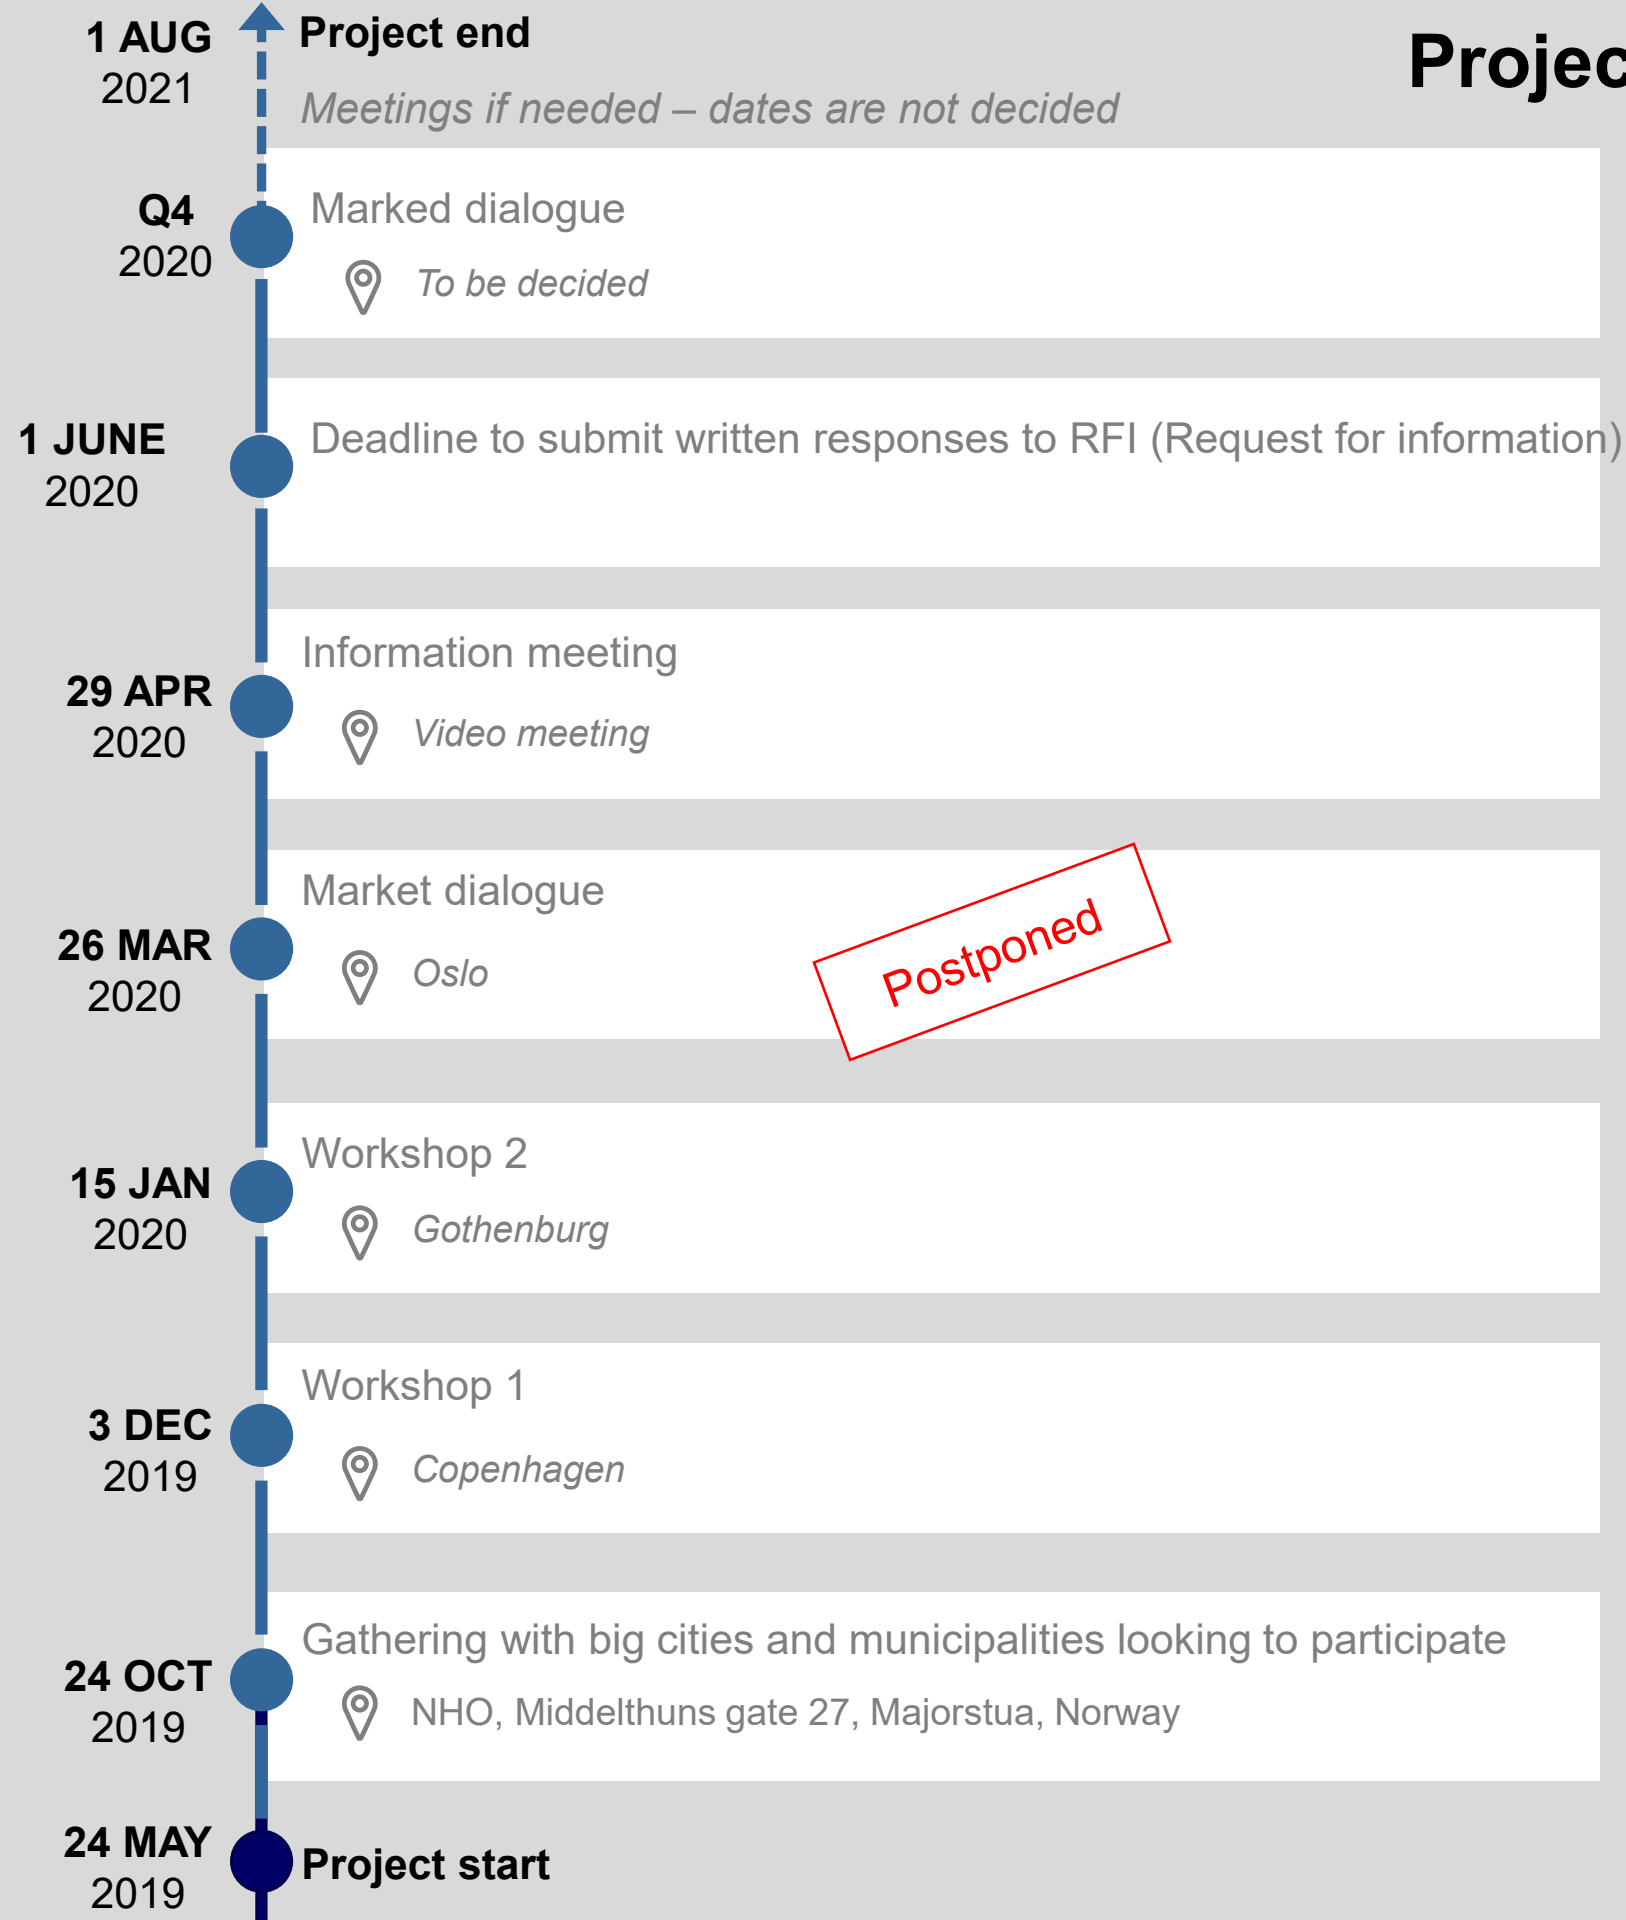 1 AUG
2021
Project end
Projec
Meetings if needed – dates are not decided
Q4
2020
Marked dialogue
To be decided
1 JUNE
2020
Deadline to submit written responses to RFI (Request for information)
29 APR
2020
Information meeting
Video meeting
26 MAR
2020
Market dialogue
Oslo
Postponed
15 JAN
2020
Workshop 2
Gothenburg
3 DEC
2019
Workshop 1
Copenhagen
24 OCT
2019
Gathering with big cities and municipalities looking to participate
NHO, Middelthuns gate 27, Majorstua, Norway
24 MAY
2019
Project start